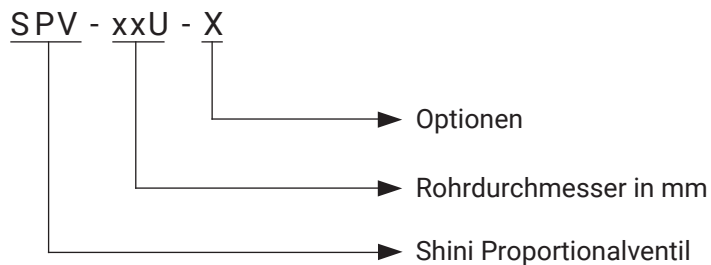 SPV - xxU - X
Optionen
Rohrdurchmesser in mm
Shini Proportionalventil